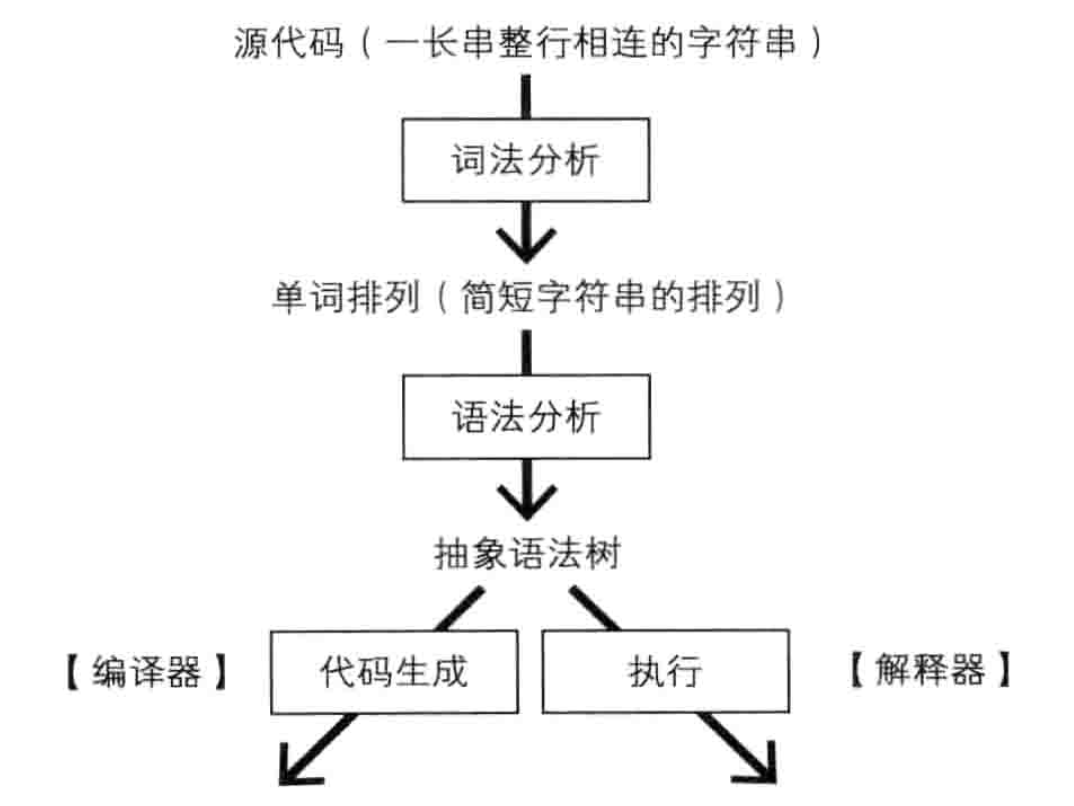 源代码（一长串整行相连的字符串）
词法分析
单词排列（简短字符串的排列）
语法分析
抽象语法树
【编译器】 代码生成 执行 【解释器】